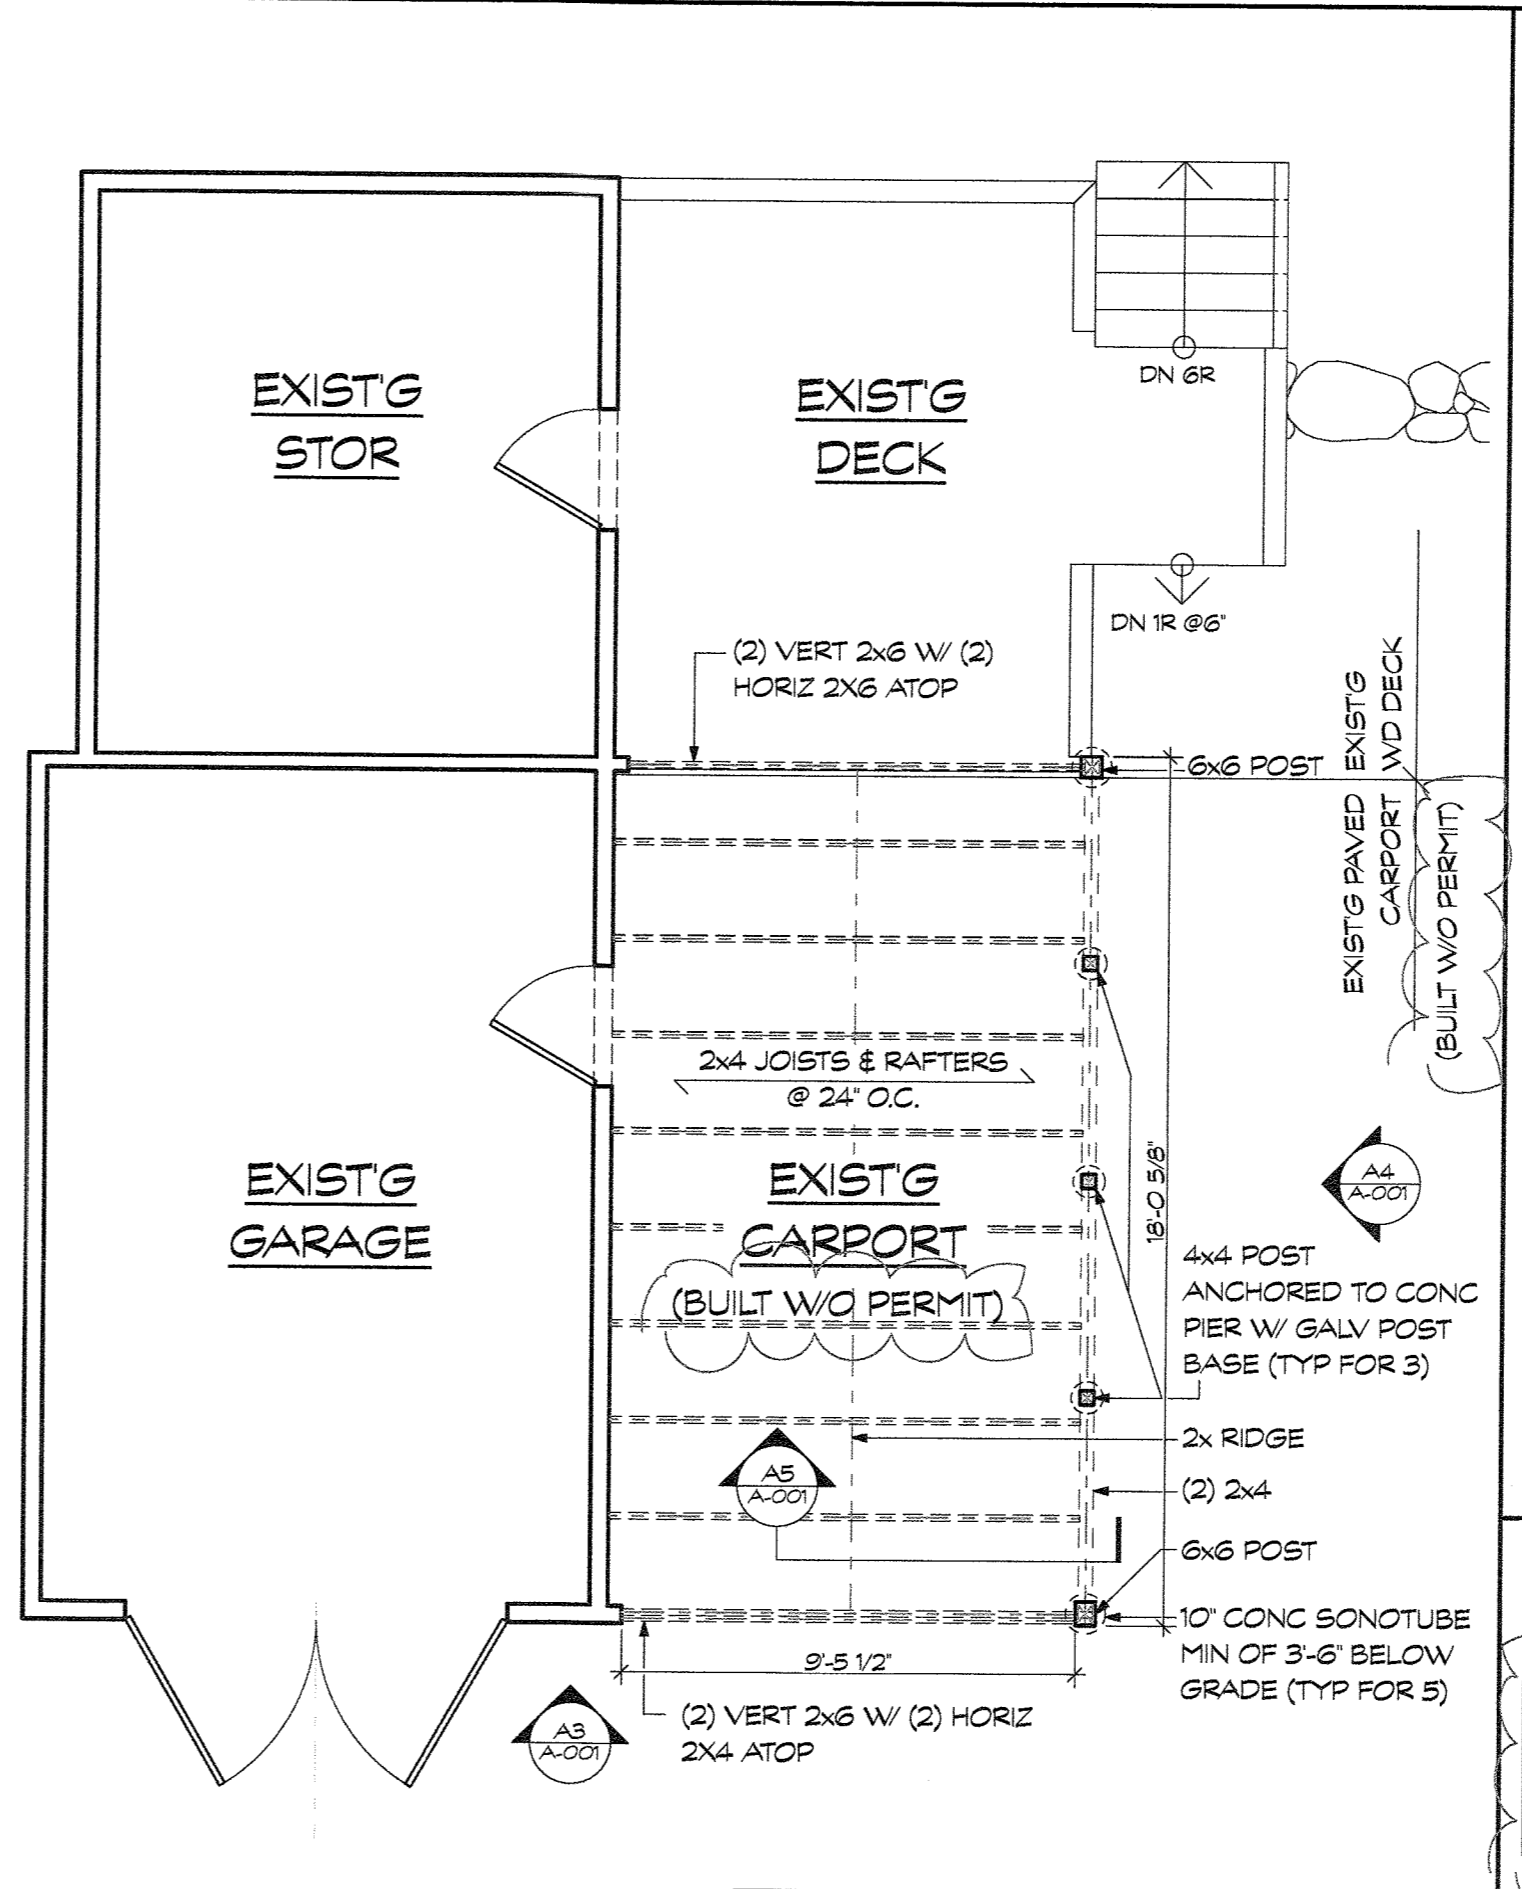 DN 6R
EXIST'G
STOR
EXIST'G
DECK
DN 1R @6"
(2) VERT 2x6 W/ (2)
HORIZ 2X6 ATOP
6x6 POST
EXIST'G PAVED
CARPORT
EXIST'G
WD DECK
(BUILT W/O PERMIT)
2x4 JOISTS & RAFTERS
@ 24" O.C.
18'-0 5/8"
A4
A-001
EXIST'G
GARAGE
EXIST'G
CARPORT
(BUILT W/O PERMIT)
4x4 POST
ANCHORED TO CONC
PIER W/ GALV POST
BASE (TYP FOR 3)
2x RIDGE
A5
A-001
(2) 2x4
6x6 POST
10" CONC SONOTUBE
MIN OF 3'-6" BELOW
GRADE (TYP FOR 5)
9'-5 1/2"
(2) VERT 2x6 W/ (2) HORIZ
2X4 ATOP
A3
A-001